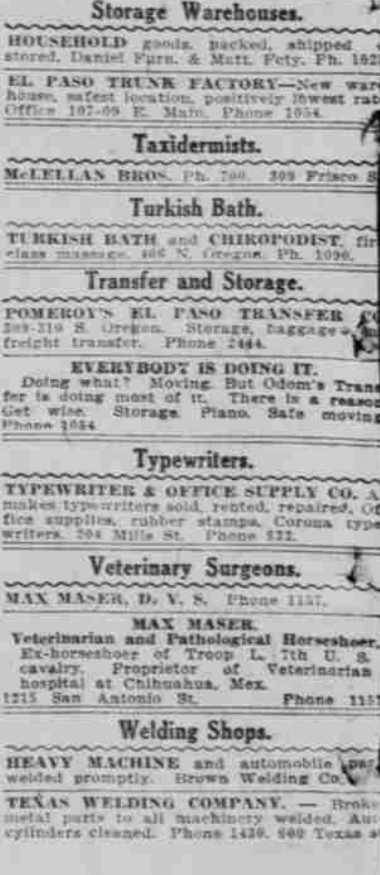 Storage Warehouses.
HOUSEHOLD goods, packed, shipped
stored. Daniel Furn. & Matt. Fcty. Ph.
EL PASO TRUNK FACTORY—New ware
house, safest location, positively lowest rat
Office 107-09 E. Main. Phone 1054.
Taxidermists.
McLELLAN BROS. Ph. 700. 309 Frisco S
Turkish Bath.
TURKISH BATH and CHIROPODIST, fir
class massage. 406 N. Oregon. Ph. 1090.
Transfer and Storage.
POMEROY'S EL PASO TRANSFER CO
S. Oregon. Storage, baggage
freight transfer. Phone 2444.
EVERYBODY IS DOING IT.
Doing what? Moving. But Odom's Trans
fer is doing most of it. There is a reason
Get wise. Storage. Piano. Safe moving
Phone 1054
Typewriters.
TYPEWRITER & OFFICE SUPPLY CO. A
makes typewriters sold, rented, repaired. Of
fice supplies, rubber stamps, Corona type
writers. 204 Mills St. Phone
Veterinary Surgeons.
MAX MASER, D. V. S. Phone 1157.
MAX MASER.
Veterinarian and Pathological Horseshoer.
Ex-horseshoer of Troop L, 7th U. S.
cavalry. Proprietor of Veterinarian
hospital at Chihuahua, Mex.
1215 San Antonio St. Phone 115
Welding Shops.
HEAVY MACHINE and automobile par
welded promptly. Brown Welding Co.
TEXAS WELDING COMPANY. — Broke
metal parts to all machinery welded. Aut
cylinders cleaned. Phone 1430. 600 Texas